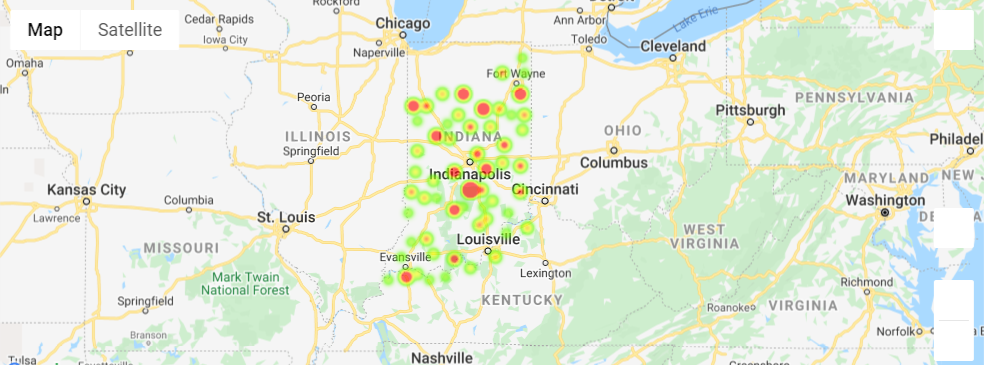 Rockford
Ann Arbor
Detroit
Lake Erie
Map
Satellite
Cedar Rapids
Chicago
Iowa City
Toledo
Naperville
Cleveland
Omaha
Fort Wayne
Peoria
PENNSYLVANIA
Pittsburgh
ILLINOIS
INDIANA
OHIO
Springfield
Columbus
Indianapolis
MARYLAND
NEW
Kansas City
Columbia
Cincinnati
Washington
Lawrence
St. Louis
WEST
VIRGINIA
Louisville
MISSOURI
Evansville
Mark Twain
National Forest
Lexington
Richmond
Springfield
KENTUCKY
Roanoke
VIRGINIA
Branson
Norfolk
Tulsa
Nashville